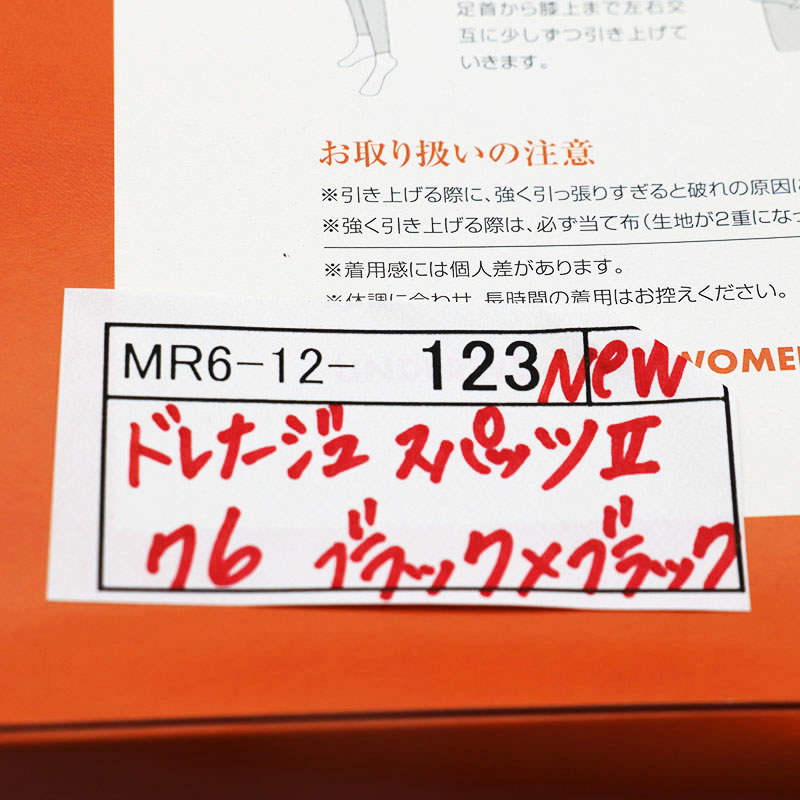 足首から膝上まで左右交
互に少しずつ引き上げて
いきます。
お取り扱いの注意
※引き上げる際に、強く引っ張りすぎると破れの原因に
※強く引き上げる際は、必ず当て布(生地が2重になっ
※着用感には個人差があります。
※体調に合わせ、長時間の着用はお控えください。
MR6-12- 123 New
WOME
ドレナージュ スパッツⅡ
76 ブラック×ブラック